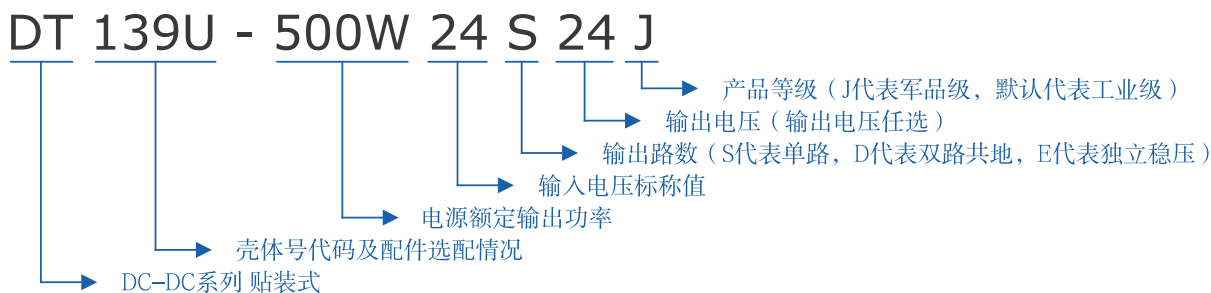 DT 139U - 500W 24 S 24 J
产品等级（J代表军品级，默认代表工业级）
输出电压（输出电压任选）
输出路数（S代表单路，D代表双路共地，E代表独立稳压）
输入电压标称值
电源额定输出功率
壳体号代码及配件选配情况
DC-DC系列 贴装式